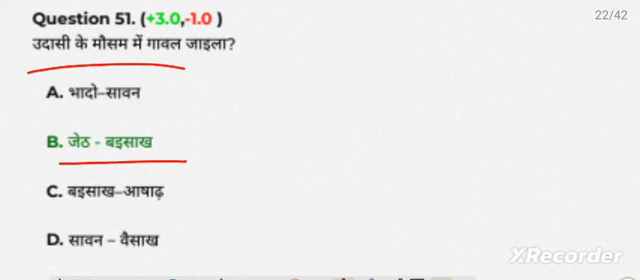 Question 51. (+3.0,-1.0 )
22/42
उदासी के मौसम में गावल जाइला?
A. भादो–सावन
B. जेठ - बइसाख
C. बइसाख–आषाढ़
D. सावन – वैसाख
XRecorder